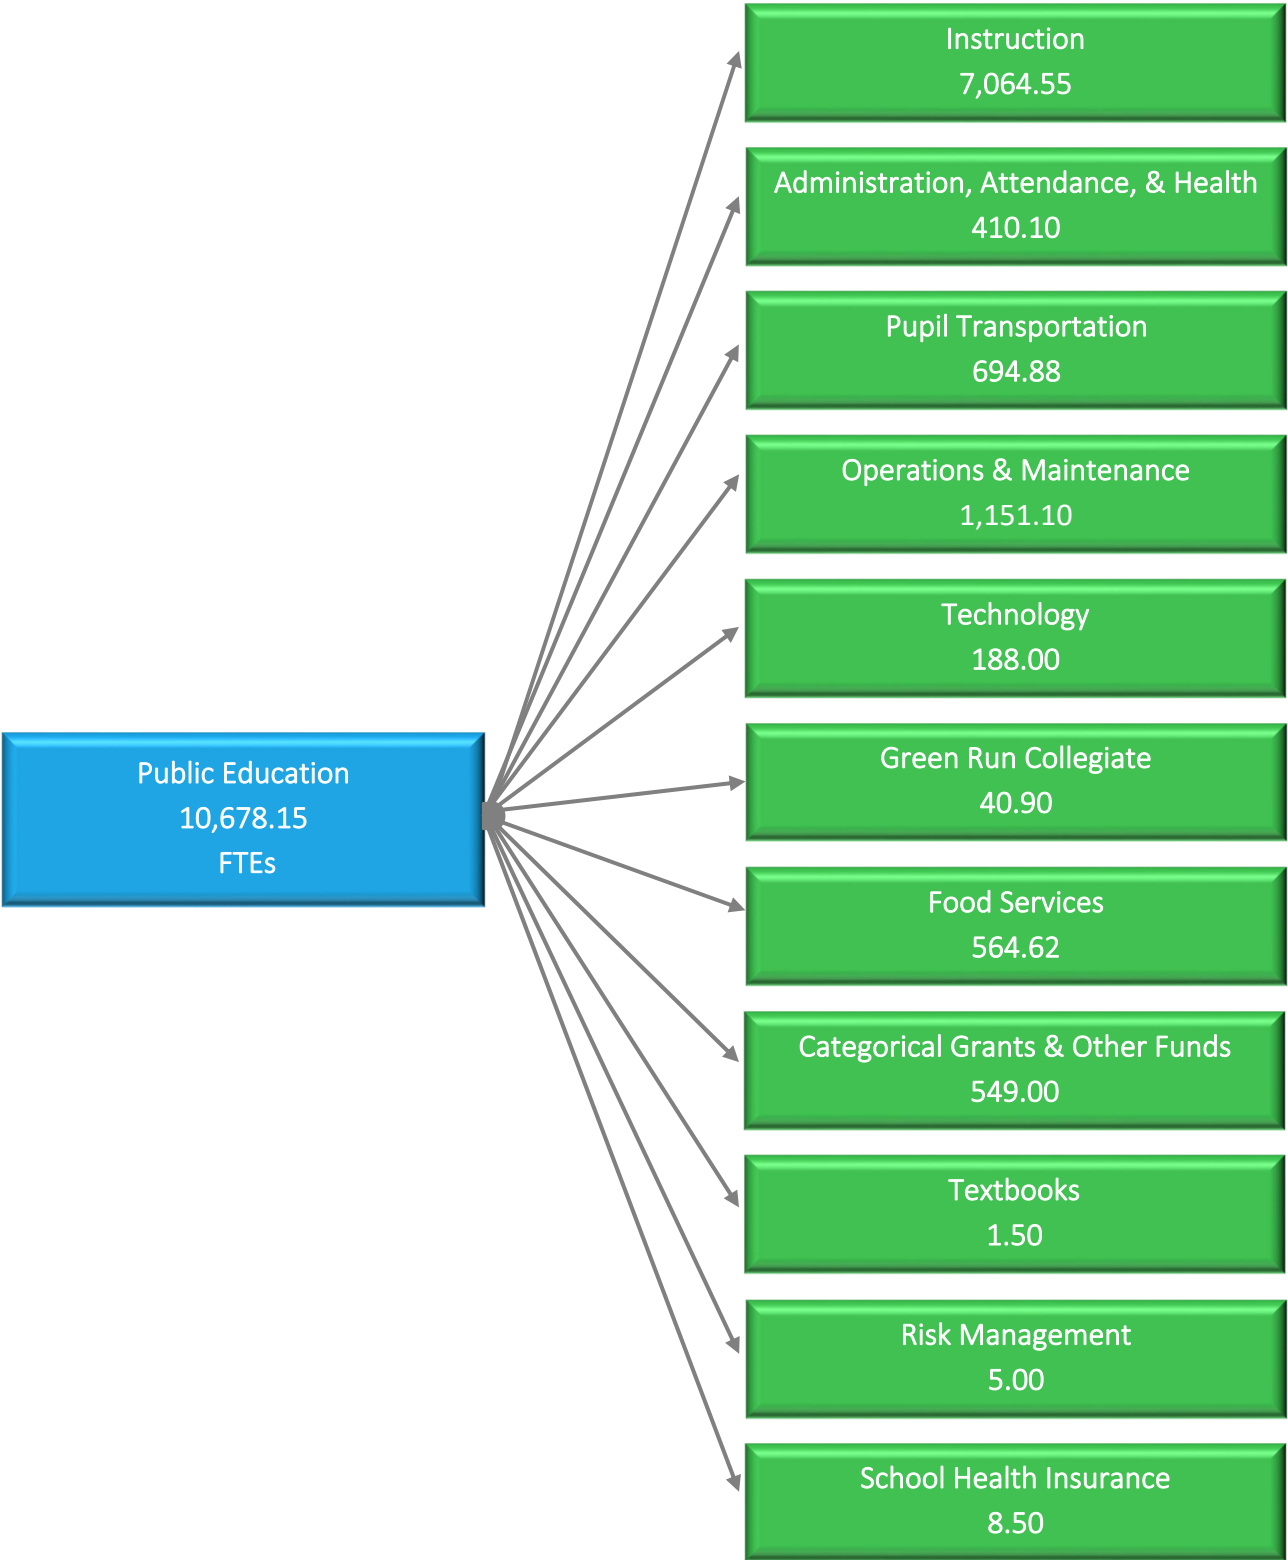 Instruction
7,064.55
Administration, Attendance, & Health
410.10
Pupil Transportation
694.88
Operations & Maintenance
1,151.10
Technology
188.00
Public Education
10,678.15
FTEs
Green Run Collegiate
40.90
Food Services
564.62
Categorical Grants & Other Funds
549.00
Textbooks
1.50
Risk Management
5.00
School Health Insurance
8.50